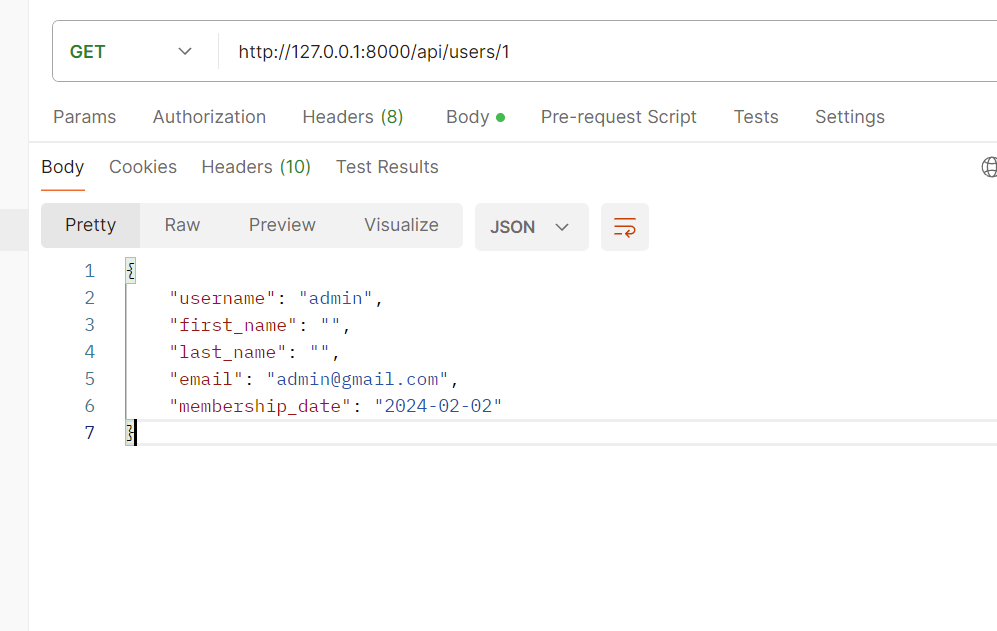 GET http://127.0.0.1:8000/api/users/1
Params Authorization Headers (8) Body Pre-request Script Tests Settings
Body Cookies Headers (10) Test Results
Pretty Raw Preview Visualize JSON
1 {
2 "username": "admin",
3 "first_name": "",
4 "last_name": "",
5 "email": "admin@gmail.com",
6 "membership_date": "2024-02-02"
7 }